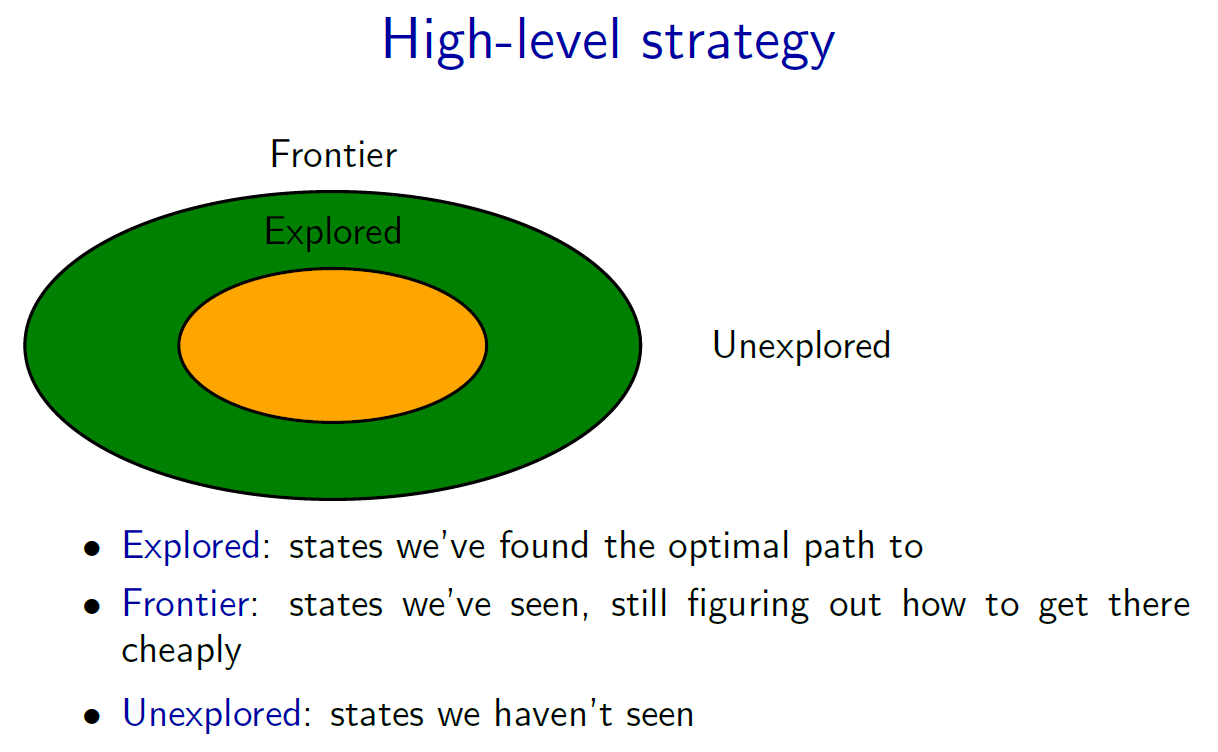 High-level strategy
Frontier
Explored
Unexplored
• Explored: states we've found the optimal path to
• Frontier: states we've seen, still figuring out how to get there
cheaply
• Unexplored: states we haven't seen